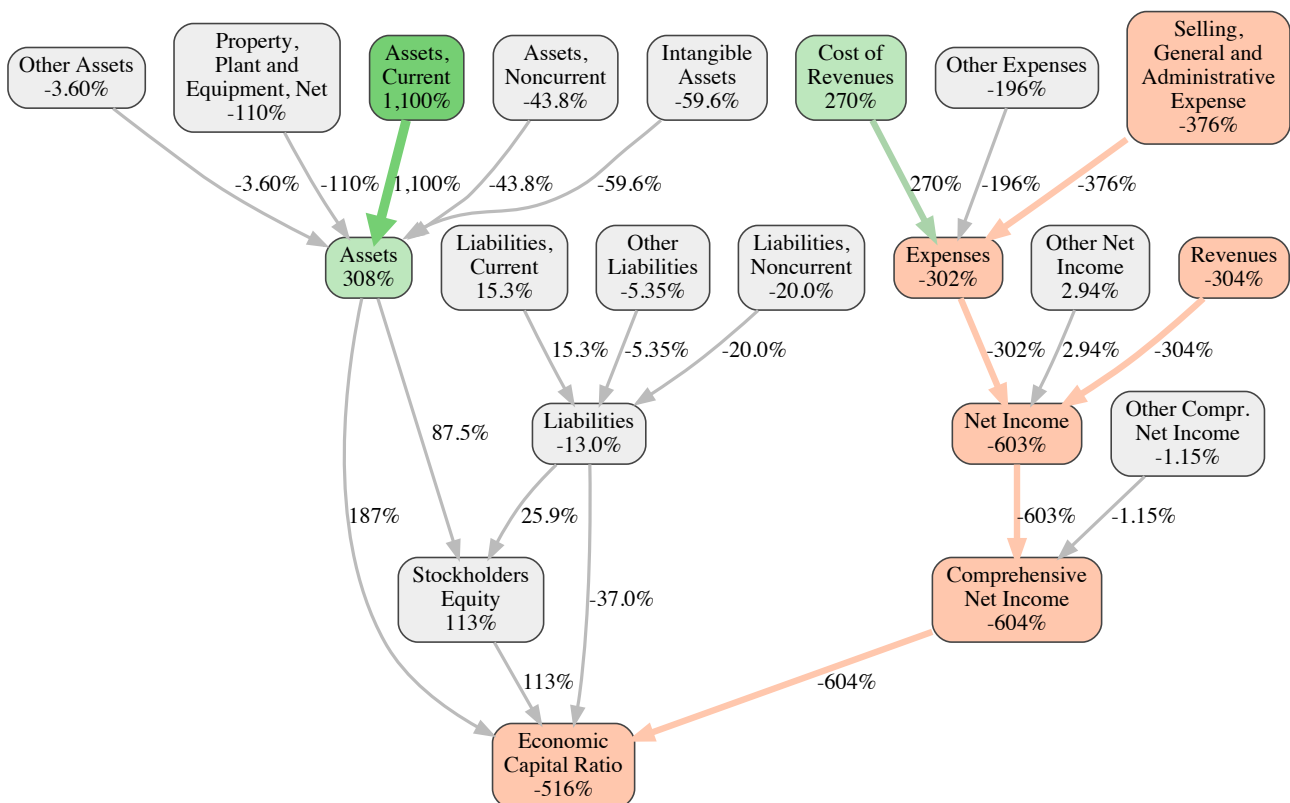 Other Assets
-3.60%
Property,
Plant and
Equipment, Net
-110%
Assets,
Current
1,100%
Assets,
Noncurrent
-43.8%
Intangible
Assets
-59.6%
Cost of
Revenues
270%
Other Expenses
-196%
Selling,
General and
Administrative
Expense
-376%
-3.60%
-110%
1,100%
-43.8%
-59.6%
270%
-196%
-376%
Assets
308%
Liabilities,
Current
15.3%
Other
Liabilities
-5.35%
Liabilities,
Noncurrent
-20.0%
Expenses
-302%
Other Net
Income
2.94%
Revenues
-304%
15.3%
-5.35%
-20.0%
-302%
2.94%
-304%
87.5%
Liabilities
-13.0%
Net Income
-603%
Other Compr.
Net Income
-1.15%
187%
25.9%
-603%
-1.15%
Stockholders
Equity
113%
-37.0%
Comprehensive
Net Income
-604%
113%
-604%
Economic
Capital Ratio
-516%